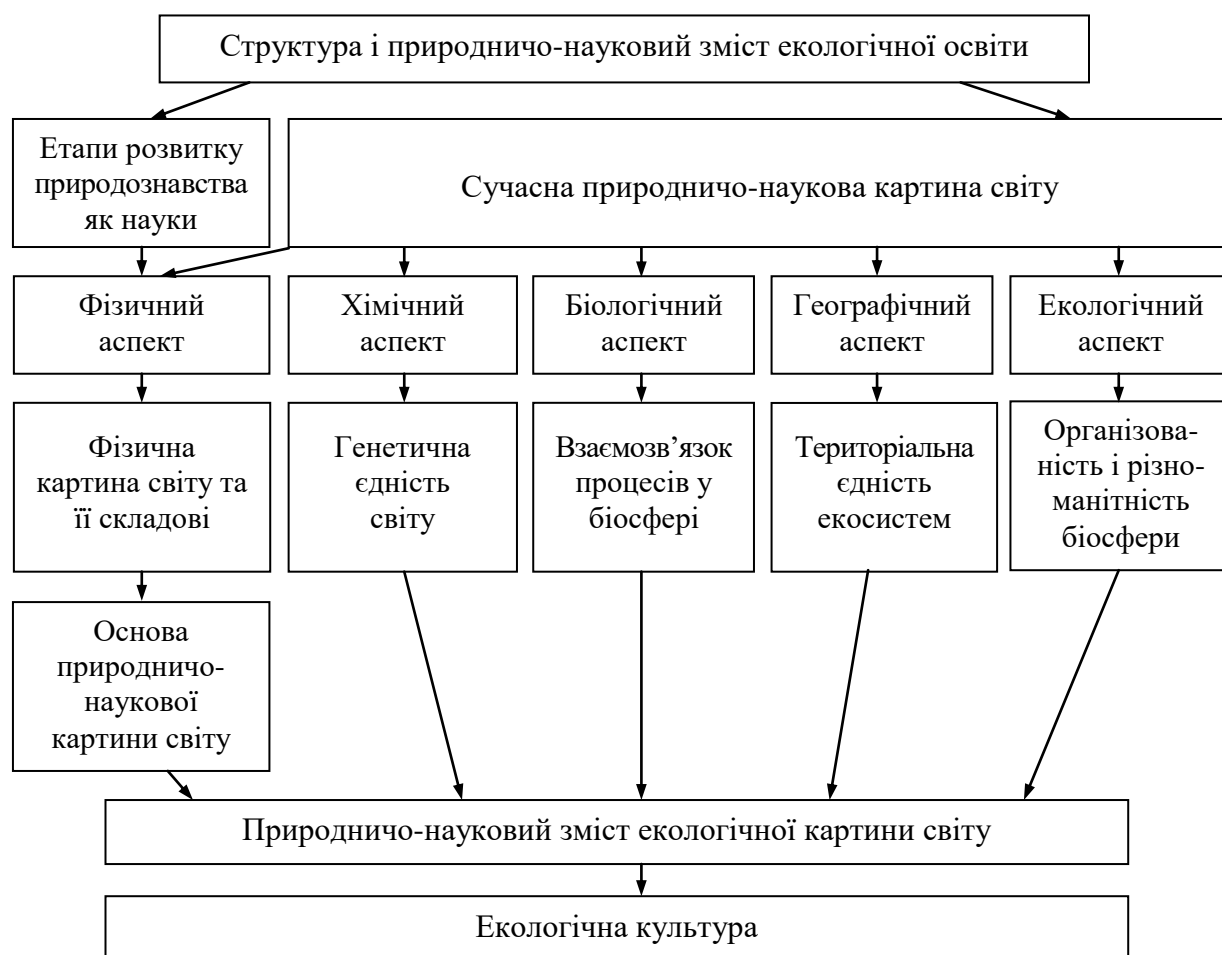 Структура і природничо-науковий зміст екологічної освіти
Етапи розвитку
природознавства
як науки
Сучасна природничо-наукова картина світу
Фізичний
аспект
Хімічний
аспект
Біологічний
аспект
Географічний
аспект
Екологічний
аспект
Фізична
картина світу та
її складові
Генетична
єдність
світу
Взаємозв’язок
процесів у
біосфері
Територіальна
єдність
екосистем
Організова-
ність і різно-
манітність
біосфери
Основа
природничо-
наукової
картини світу
Природничо-науковий зміст екологічної картини світу
Екологічна культура